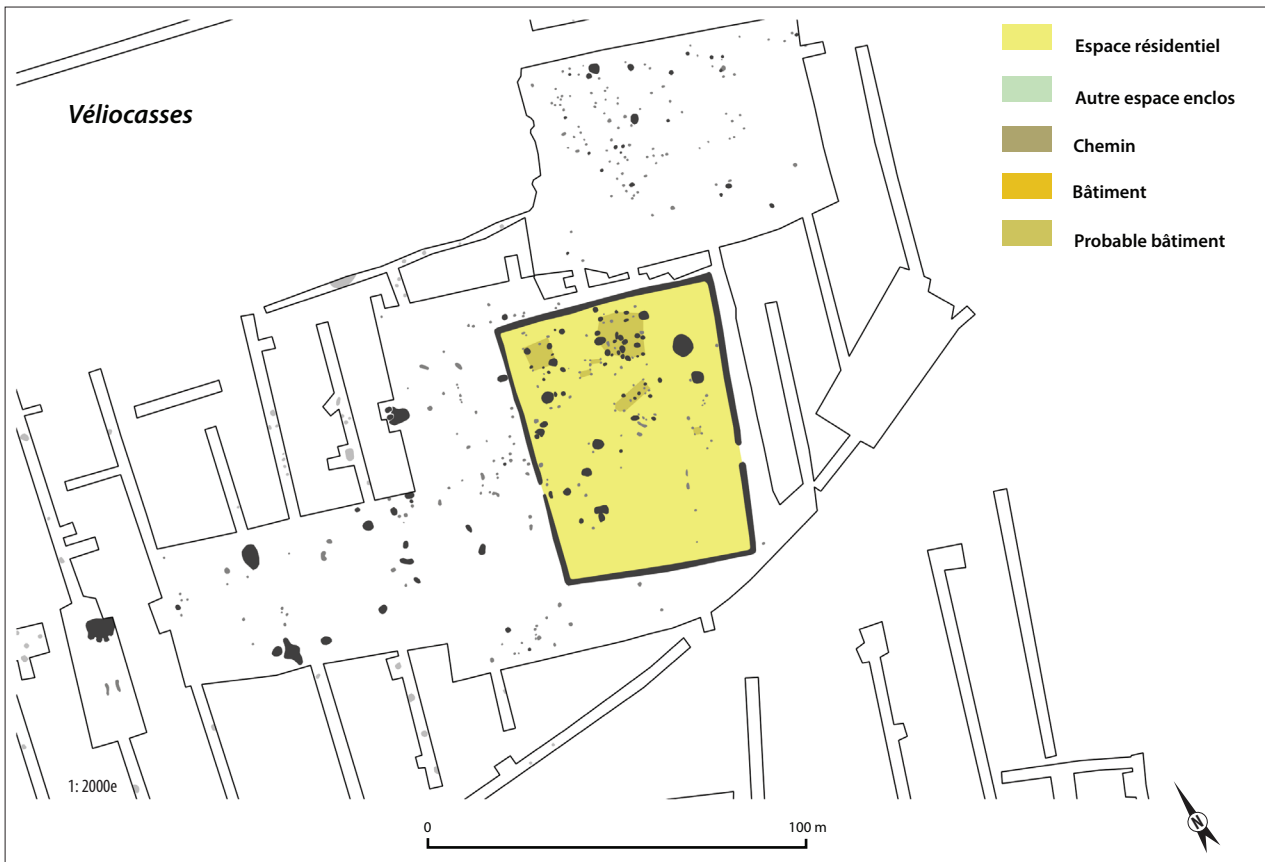 Véliocasses
Espace résidentiel
Autre espace enclos
Chemin
Bâtiment
Probable bâtiment
1: 2000e
0
100 m
N